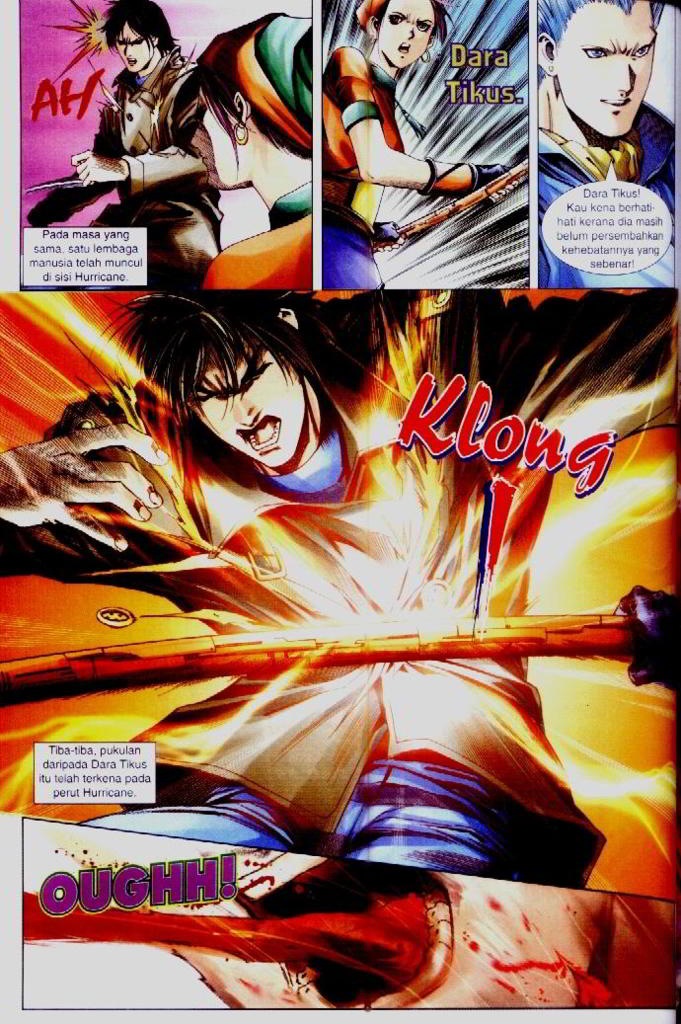 AH
Pada masa yang
sama, satu lembaga
manusia telah muncul
di sisi Hurricane.
Dara
Tikus.
Dara Tikus!
Kau kena berhati-
hati kerana dia masih
belum persembahkan
kehebatannya yang
sebenar!
Klong
!
Tiba-tiba, pukulan
daripada Dara Tikus
itu telah terkena pada
perut Hurricane.
OUGHH!